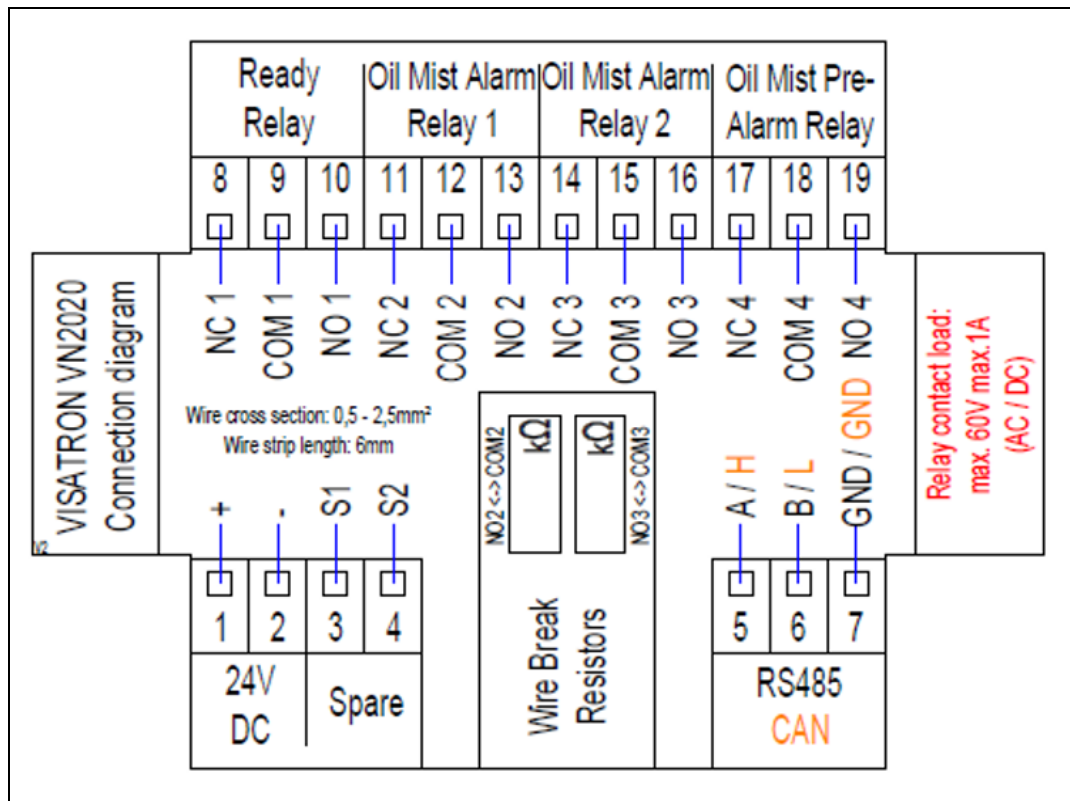 Ready Relay
Oil Mist Alarm Relay 1
Oil Mist Alarm Relay 2
Oil Mist Pre-Alarm Relay
8 9 10 11 12 13 14 15 16 17 18 19
NC 1
COM 1
NO 1
NC 2
COM 2
NO 2
NC 3
COM 3
NO 3
NC 4
COM 4
NO 4
VISATRON VN2020
Connection diagram
V2
Wire cross section: 0,5 - 2,5mm²
Wire strip length: 6mm
+
-
S1
S2
NO2 <-> COM2
kΩ
kΩ
NO3 <-> COM3
Wire Break
Resistors
A / H
B / L
GND / GND
Relay contact load:
max. 60V max.1A
(AC / DC)
1 2 3 4
5 6 7
24V
DC
Spare
RS485
CAN